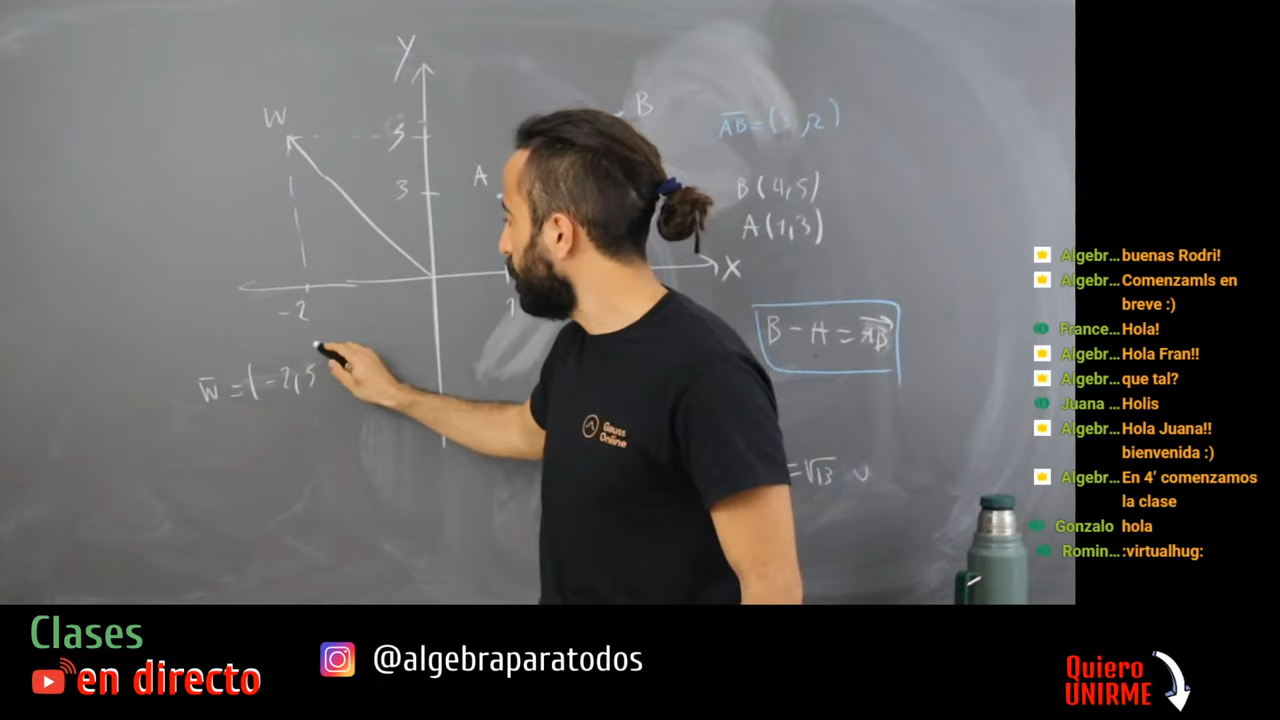 Y
W
5
3
A
B
AB = ( , 2)
B(4,5)
A(1,3)
X
-2
1
B - A = AB
w = (-2,5
= √13 u
Gauss
Online
Algebr... buenas Rodri!
Algebr... Comenzamls en
breve :)
France... Hola!
Algebr... Hola Fran!!
Algebr... que tal?
Juana ... Holis
Algebr... Hola Juana!!
bienvenida :)
Algebr... En 4' comenzamos
la clase
Gonzalo hola
Romin... :virtualhug:
Clases
en directo
@algebraparatodos
Quiero
UNIRME